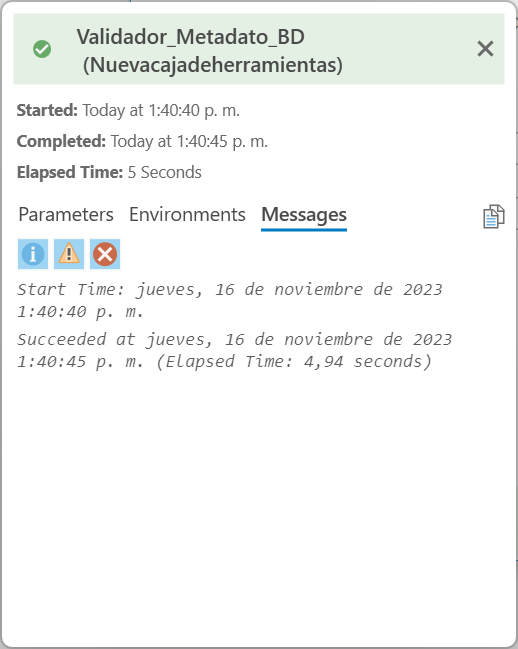 Validador_Metadato_BD
(Nuevacajadeherramientas)
Started: Today at 1:40:40 p. m.
Completed: Today at 1:40:45 p. m.
Elapsed Time: 5 Seconds
Parameters Environments Messages
Start Time: jueves, 16 de noviembre de 2023
1:40:40 p. m.
Succeeded at jueves, 16 de noviembre de 2023
1:40:45 p. m. (Elapsed Time: 4,94 seconds)